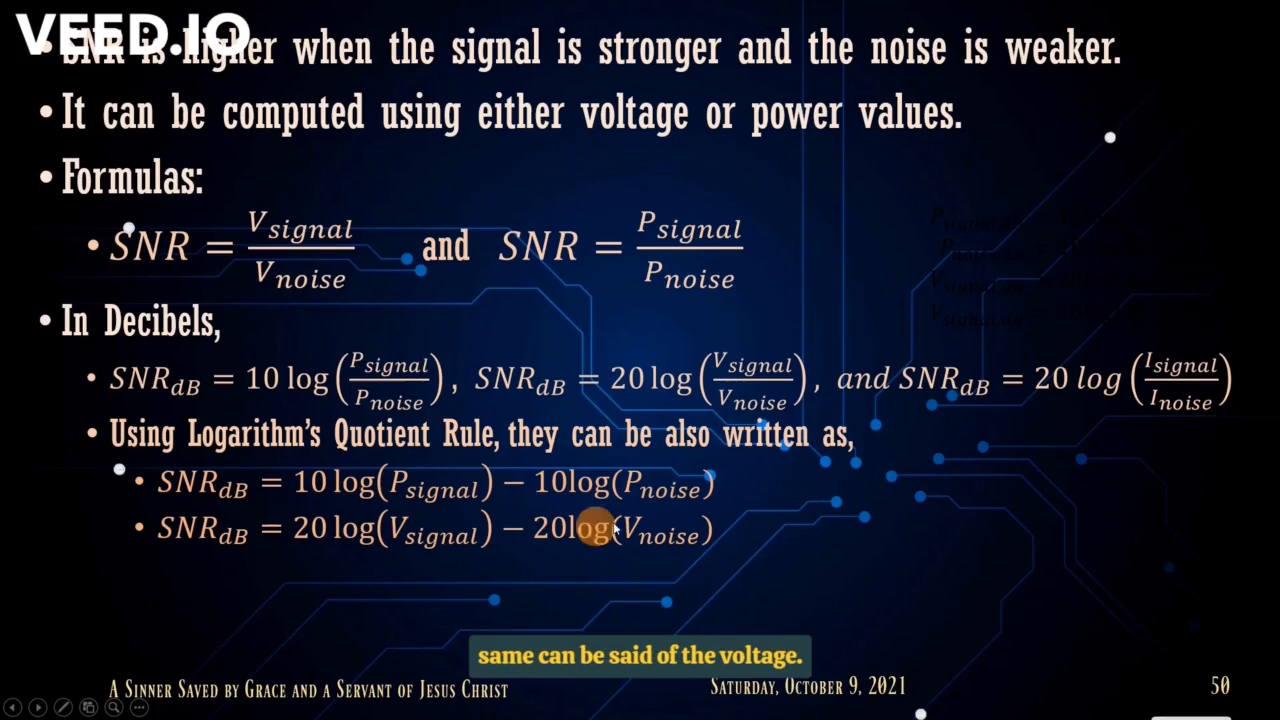 VEED.IO
• SNR is higher when the signal is stronger and the noise is weaker.
• It can be computed using either voltage or power values.
• Formulas:
• SNR = V_signal / V_noise and SNR = P_signal / P_noise
• In Decibels,
• SNR_dB = 10 log(P_signal / P_noise), SNR_dB = 20 log(V_signal / V_noise), and SNR_dB = 20 log(I_signal / I_noise)
• Using Logarithm's Quotient Rule, they can be also written as,
• SNR_dB = 10 log(P_signal) − 10log(P_noise)
• SNR_dB = 20 log(V_signal) − 20log(V_noise)
same can be said of the voltage.
A Sinner Saved by Grace and a Servant of Jesus Christ
Saturday, October 9, 2021
50